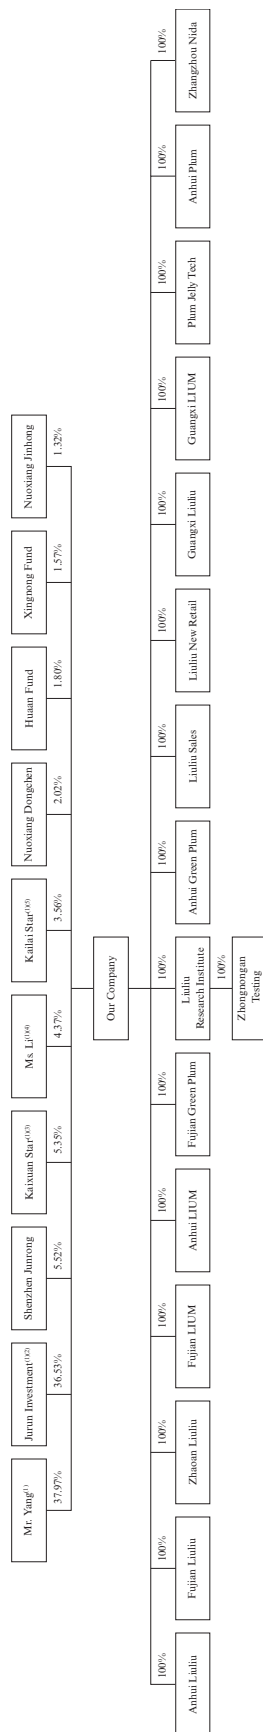 Mr. Yang(1) Jurun Investment(1)(2) Shenzhen Junrong Kaixuan Star(1)(3) Ms. Li(1)(4) Kailai Star(1)(5) Nuoxiang Dongchen Huaan Fund Xingnong Fund Nuoxiang Jinhong
37.97% 36.53% 5.52% 5.35% 4.37% 3.56% 2.02% 1.80% 1.57% 1.32%
Our Company
100% 100% 100% 100% 100% 100% 100% 100% 100% 100% 100% 100% 100% 100% 100%
Anhui Liuliu Fujian Liuliu Zhaoan Liuliu Fujian LIUM Anhui LIUM Fujian Green Plum Liuliu
Research Institute Anhui Green Plum Liuliu Sales Liuliu New Retail Guangxi Liuliu Guangxi LIUM Plum Jelly Tech Anhui Plum Zhangzhou Nida
100%
Zhongnongan
Testing